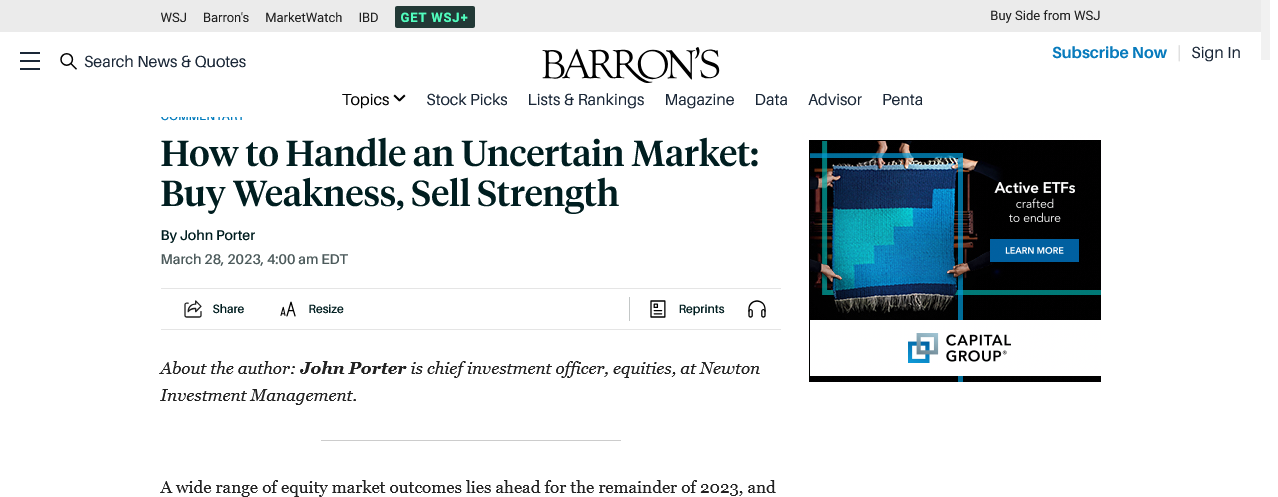 WSJ Barron's MarketWatch IBD GET WSJ+ Buy Side from WSJ
Search News & Quotes
BARRON'S
Subscribe Now Sign In
Topics Stock Picks Lists & Rankings Magazine Data Advisor Penta
COMMENTARY
How to Handle an Uncertain Market:
Buy Weakness, Sell Strength
By John Porter
March 28, 2023, 4:00 am EDT
Share Resize Reprints
About the author: John Porter is chief investment officer, equities, at Newton
Investment Management.
A wide range of equity market outcomes lies ahead for the remainder of 2023, and
Active ETFs
crafted
to endure
LEARN MORE
CAPITAL
GROUP®